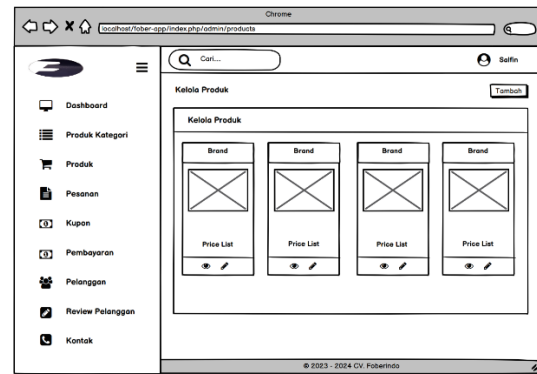 Chrome
localhost/fober-app/index.php/admin/products
Cari...
Salfin
Dashboard
Produk Kategori
Produk
Pesanan
Kupon
Pembayaran
Pelanggan
Review Pelanggan
Kontak
Kelola Produk
Tambah
Kelola Produk
Brand
Brand
Brand
Brand
Price List
Price List
Price List
Price List
© 2023 - 2024 CV. Foberindo